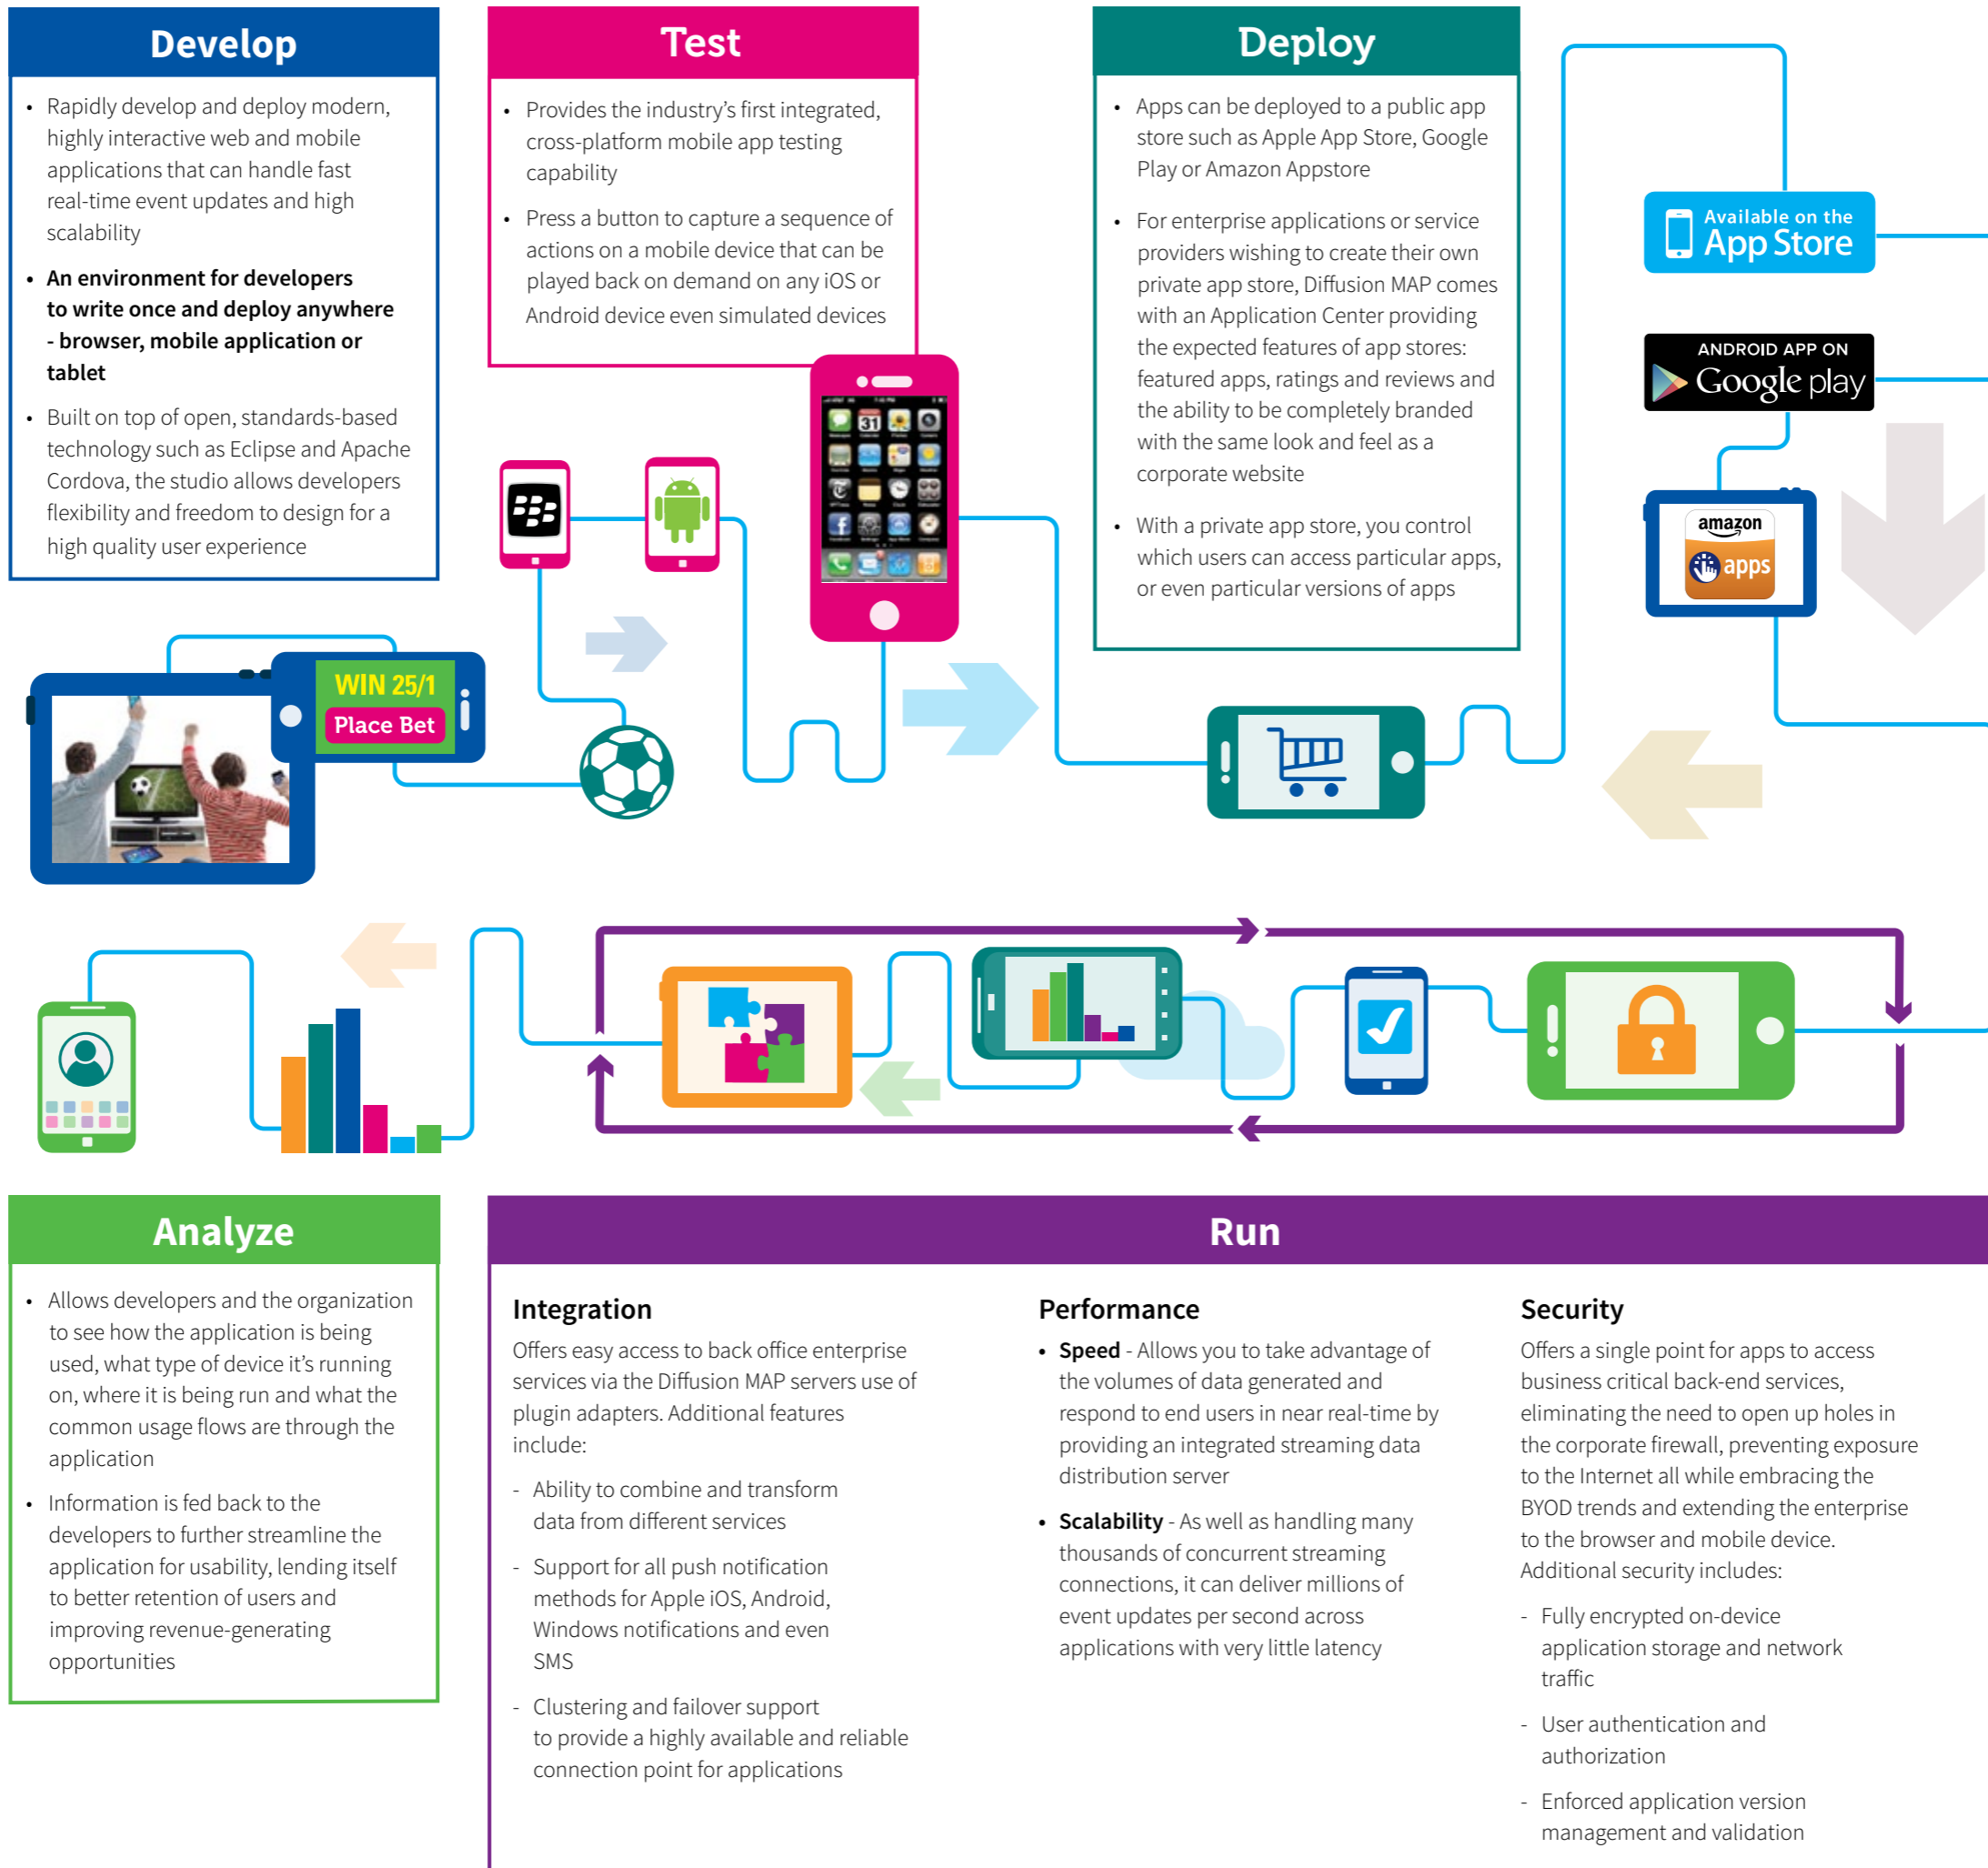 Develop
• Rapidly develop and deploy modern,
highly interactive web and mobile
applications that can handle fast
real-time event updates and high
scalability
• An environment for developers
to write once and deploy anywhere
- browser, mobile application or
tablet
• Built on top of open, standards-based
technology such as Eclipse and Apache
Cordova, the studio allows developers
flexibility and freedom to design for a
high quality user experience
Test
• Provides the industry's first integrated,
cross-platform mobile app testing
capability
• Press a button to capture a sequence of
actions on a mobile device that can be
played back on demand on any iOS or
Android device even simulated devices
31
Deploy
• Apps can be deployed to a public app
store such as Apple App Store, Google
Play or Amazon Appstore
• For enterprise applications or service
providers wishing to create their own
private app store, Diffusion MAP comes
with an Application Center providing
the expected features of app stores:
featured apps, ratings and reviews and
the ability to be completely branded
with the same look and feel as a
corporate website
• With a private app store, you control
which users can access particular apps,
or even particular versions of apps
Available on the
App Store
ANDROID APP ON
Google play
amazon
apps
WIN 25/1
Place Bet
Analyze
• Allows developers and the organization
to see how the application is being
used, what type of device it's running
on, where it is being run and what the
common usage flows are through the
application
• Information is fed back to the
developers to further streamline the
application for usability, lending itself
to better retention of users and
improving revenue-generating
opportunities
Run
Integration
Offers easy access to back office enterprise
services via the Diffusion MAP servers use of
plugin adapters. Additional features
include:
- Ability to combine and transform
data from different services
- Support for all push notification
methods for Apple iOS, Android,
Windows notifications and even
SMS
- Clustering and failover support
to provide a highly available and reliable
connection point for applications
Performance
• Speed - Allows you to take advantage of
the volumes of data generated and
respond to end users in near real-time by
providing an integrated streaming data
distribution server
• Scalability - As well as handling many
thousands of concurrent streaming
connections, it can deliver millions of
event updates per second across
applications with very little latency
Security
Offers a single point for apps to access
business critical back-end services,
eliminating the need to open up holes in
the corporate firewall, preventing exposure
to the Internet all while embracing the
BYOD trends and extending the enterprise
to the browser and mobile device.
Additional security includes:
- Fully encrypted on-device
application storage and network
traffic
- User authentication and
authorization
- Enforced application version
management and validation